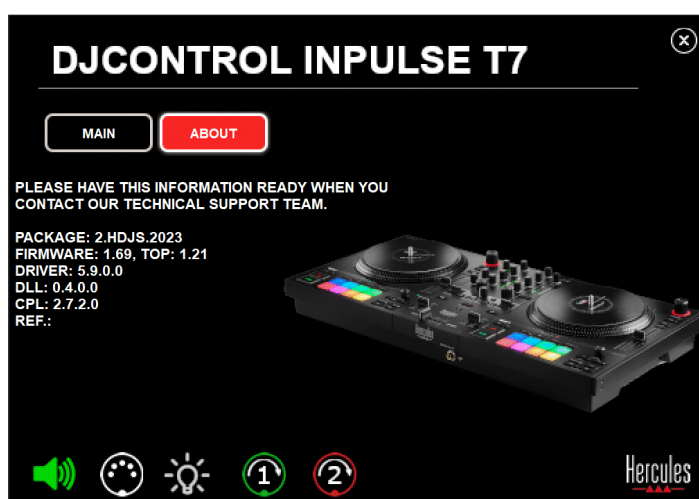 DJCONTROL INPULSE T7
MAIN
ABOUT
PLEASE HAVE THIS INFORMATION READY WHEN YOU
CONTACT OUR TECHNICAL SUPPORT TEAM.
PACKAGE: 2.HDJS.2023
FIRMWARE: 1.69, TOP: 1.21
DRIVER: 5.9.0.0
DLL: 0.4.0.0
CPL: 2.7.2.0
REF.:
1
2
Hercules